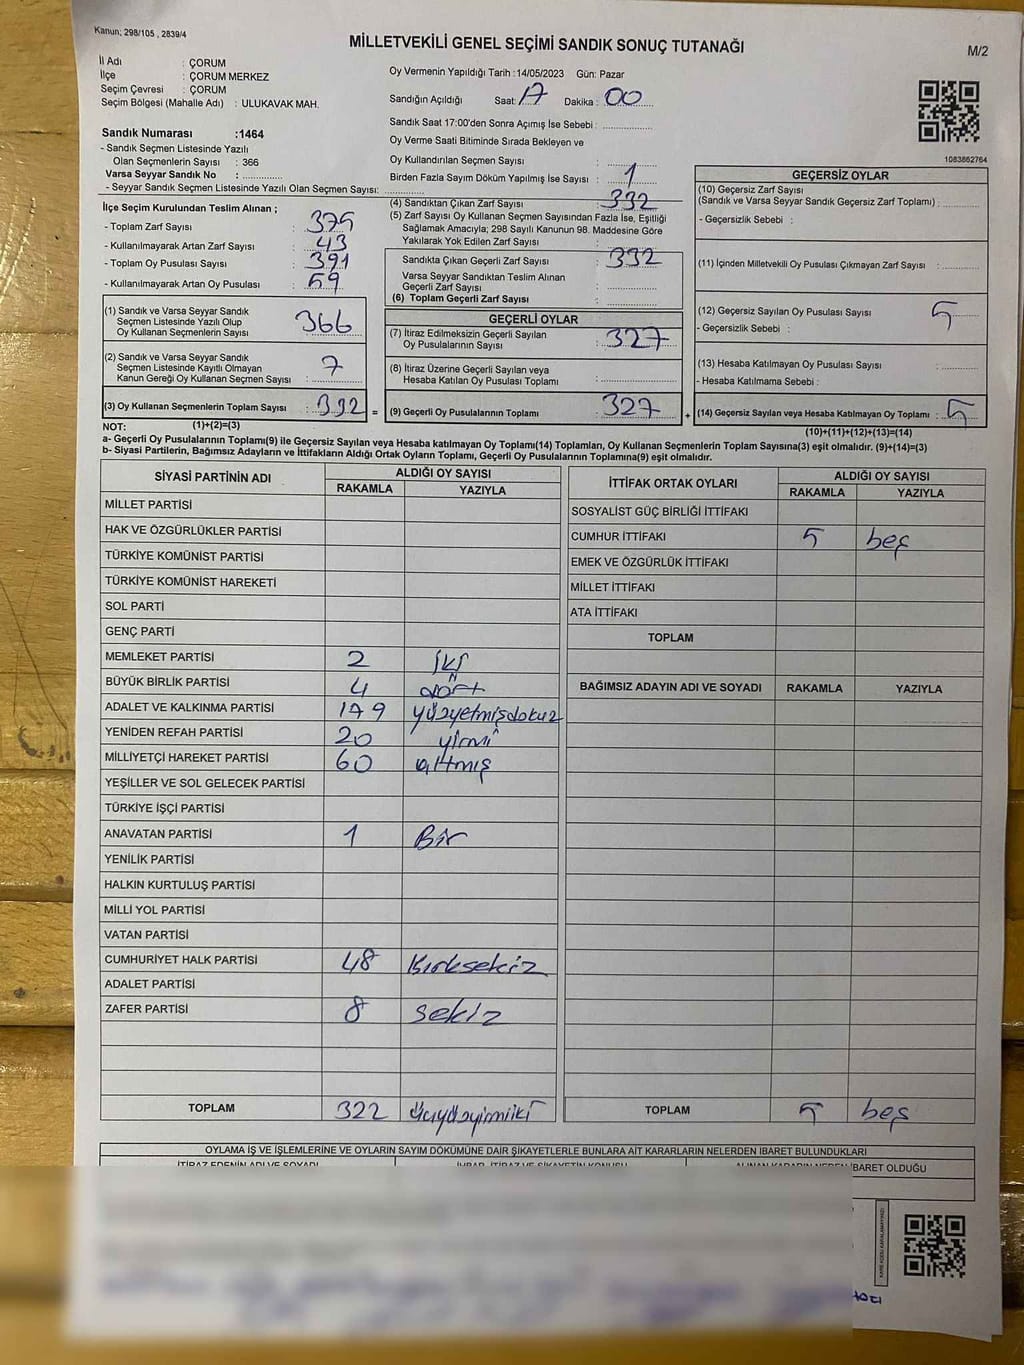 Kanun; 298/105 , 2839/4
MİLLETVEKİLİ GENEL SEÇİMİ SANDIK SONUÇ TUTANAĞI
M/2
İl Adı : ÇORUM
İlçe : ÇORUM MERKEZ
Seçim Çevresi : ÇORUM
Seçim Bölgesi (Mahalle Adı) : ULUKAVAK MAH.
Oy Vermenin Yapıldığı Tarih :14/05/2023 Gün: Pazar
Sandığın Açıldığı Saat: 17 Dakika : 00
Sandık Saat 17:00'den Sonra Açımış İse Sebebi :
Oy Verme Saati Bitiminde Sırada Bekleyen ve
Oy Kullandırılan Seçmen Sayısı :
Birden Fazla Sayım Döküm Yapılmış İse Sayısı : 1
1083862764
Sandık Numarası :1464
- Sandık Seçmen Listesinde Yazılı
Olan Seçmenlerin Sayısı : 366
Varsa Seyyar Sandık No :
- Seyyar Sandık Seçmen Listesinde Yazılı Olan Seçmen Sayısı:
İlçe Seçim Kurulundan Teslim Alınan ;
- Toplam Zarf Sayısı : 375
- Kullanılmayarak Artan Zarf Sayısı : 43
- Toplam Oy Pusulası Sayısı : 391
- Kullanılmayarak Artan Oy Pusulası : 59
(1) Sandık ve Varsa Seyyar Sandık
Seçmen Listesinde Yazılı Olup
Oy Kullanan Seçmenlerin Sayısı : 366
(2) Sandık ve Varsa Seyyar Sandık
Seçmen Listesinde Kayıtlı Olmayan
Kanun Gereği Oy Kullanan Seçmen Sayısı : 7
(3) Oy Kullanan Seçmenlerin Toplam Sayısı : 332 =
(4) Sandıktan Çıkan Zarf Sayısı : 332
(5) Zarf Sayısı Oy Kullanan Seçmen Sayısından Fazla İse, Eşitliği
Sağlamak Amacıyla; 298 Sayılı Kanunun 98. Maddesine Göre
Yakılarak Yok Edilen Zarf Sayısı :
Sandıkta Çıkan Geçerli Zarf Sayısı : 332
Varsa Seyyar Sandıktan Teslim Alınan
Geçerli Zarf Sayısı :
(6) Toplam Geçerli Zarf Sayısı :
GEÇERLİ OYLAR
(7) İtiraz Edilmeksizin Geçerli Sayılan
Oy Pusulalarının Sayısı : 327
(8) İtiraz Üzerine Geçerli Sayılan veya
Hesaba Katılan Oy Pusulası Toplamı :
(9) Geçerli Oy Pusulalarının Toplamı : 327 +
GEÇERSİZ OYLAR
(10) Geçersiz Zarf Sayısı
(Sandık ve Varsa Seyyar Sandık Geçersiz Zarf Toplamı) :
- Geçersizlik Sebebi :
(11) İçinden Milletvekili Oy Pusulası Çıkmayan Zarf Sayısı :
(12) Geçersiz Sayılan Oy Pusulası Sayısı : 5
- Geçersizlik Sebebi :
(13) Hesaba Katılmayan Oy Pusulası Sayısı :
- Hesaba Katılmama Sebebi :
(14) Geçersiz Sayılan veya Hesaba Katılmayan Oy Toplamı : 5
NOT: (1)+(2)=(3) (10)+(11)+(12)+(13)=(14)
a- Geçerli Oy Pusulalarının Toplamı(9) ile Geçersiz Sayılan veya Hesaba katılmayan Oy Toplamı(14) Toplamları, Oy Kullanan Seçmenlerin Toplam Sayısına(3) eşit olmalıdır. (9)+(14)=(3)
b- Siyasi Partilerin, Bağımsız Adayların ve İttifakların Aldığı Ortak Oyların Toplamı, Geçerli Oy Pusulalarının Toplamına(9) eşit olmalıdır.
SİYASİ PARTİNİN ADI ALDIĞI OY SAYISI
RAKAMLA YAZIYLA
MİLLET PARTİSİ
HAK VE ÖZGÜRLÜKLER PARTİSİ
TÜRKİYE KOMÜNİST PARTİSİ
TÜRKİYE KOMÜNİST HAREKETİ
SOL PARTİ
GENÇ PARTİ
MEMLEKET PARTİSİ 2 iki
BÜYÜK BİRLİK PARTİSİ 4 dört
ADALET VE KALKINMA PARTİSİ 179 yüzyetmişdokuz
YENİDEN REFAH PARTİSİ 20 yirmi
MİLLİYETÇİ HAREKET PARTİSİ 60 altmış
YEŞİLLER VE SOL GELECEK PARTİSİ
TÜRKİYE İŞÇİ PARTİSİ
ANAVATAN PARTİSİ 1 Bir
YENİLİK PARTİSİ
HALKIN KURTULUŞ PARTİSİ
MİLLİ YOL PARTİSİ
VATAN PARTİSİ
CUMHURİYET HALK PARTİSİ 48 Kırksekiz
ADALET PARTİSİ
ZAFER PARTİSİ 8 sekiz
TOPLAM 322 üçyüzyirmiiki
İTTİFAK ORTAK OYLARI ALDIĞI OY SAYISI
RAKAMLA YAZIYLA
SOSYALİST GÜÇ BİRLİĞİ İTTİFAKI
CUMHUR İTTİFAKI 5 beş
EMEK VE ÖZGÜRLÜK İTTİFAKI
MİLLET İTTİFAKI
ATA İTTİFAKI
TOPLAM
BAĞIMSIZ ADAYIN ADI VE SOYADI RAKAMLA YAZIYLA
TOPLAM 5 beş
OYLAMA İŞ VE İŞLEMLERİNE VE OYLARIN SAYIM DÖKÜMÜNE DAİR ŞİKAYETLERLE BUNLARA AİT KARARLARIN NELERDEN İBARET BULUNDUKLARI
İTİRAZ EDENİN ADI VE SOYADI İHBAR, İTİRAZ VE ŞİKAYETİN KONUSU ALINAN KARARIN NEDEN İBARET OLDUĞU